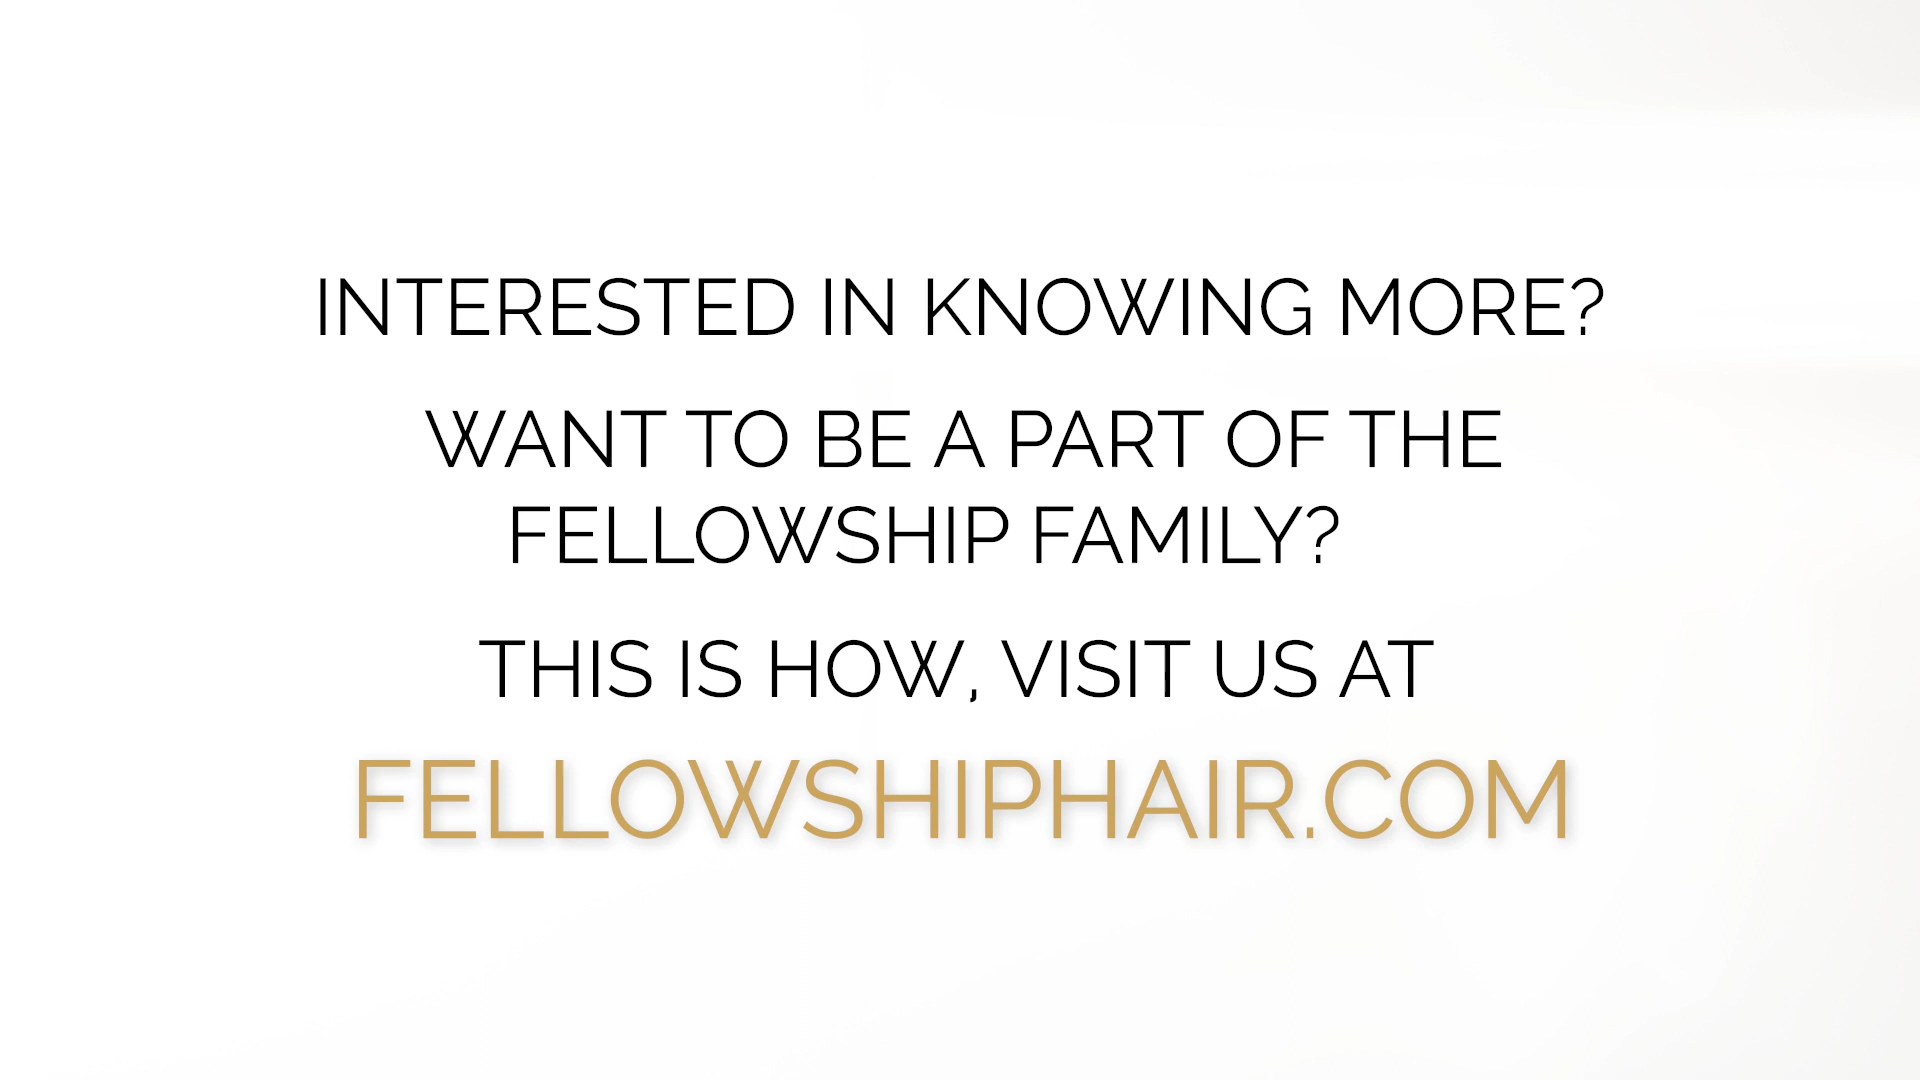 INTERESTED IN KNOWING MORE?
WANT TO BE A PART OF THE
FELLOWSHIP FAMILY?
THIS IS HOW, VISIT US AT
FELLOWSHIPHAIR.COM